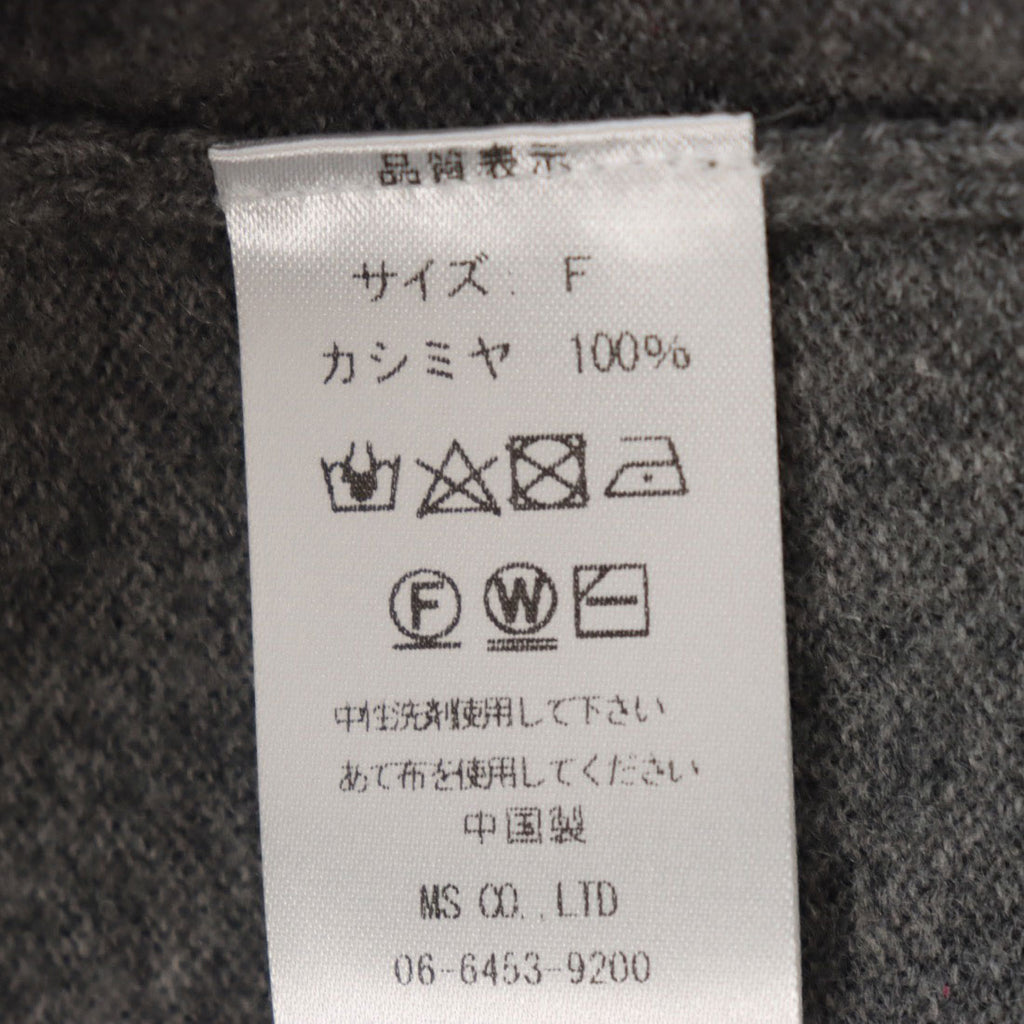 品質表示
サイズ: F
カシミヤ 100%
F W
中性洗剤使用して下さい
あて布を使用してください
中国製
MS CO.,LTD
06-6453-9200